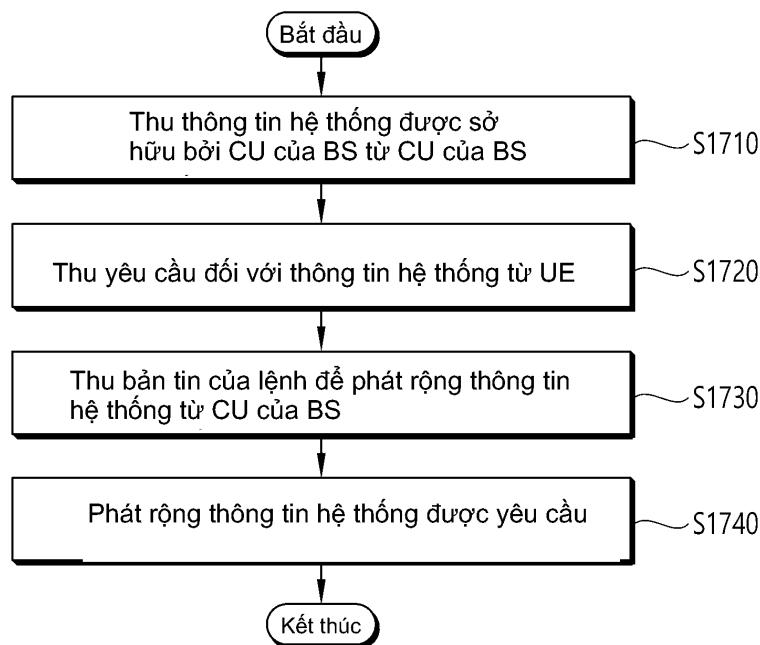 Bắt đầu
Thu thông tin hệ thống được sở
hữu bởi CU của BS từ CU của BS
S1710
Thu yêu cầu đối với thông tin hệ thống từ UE
S1720
Thu bản tin của lệnh để phát rộng thông tin
hệ thống từ CU của BS
S1730
Phát rộng thông tin hệ thống được yêu cầu
S1740
Kết thúc